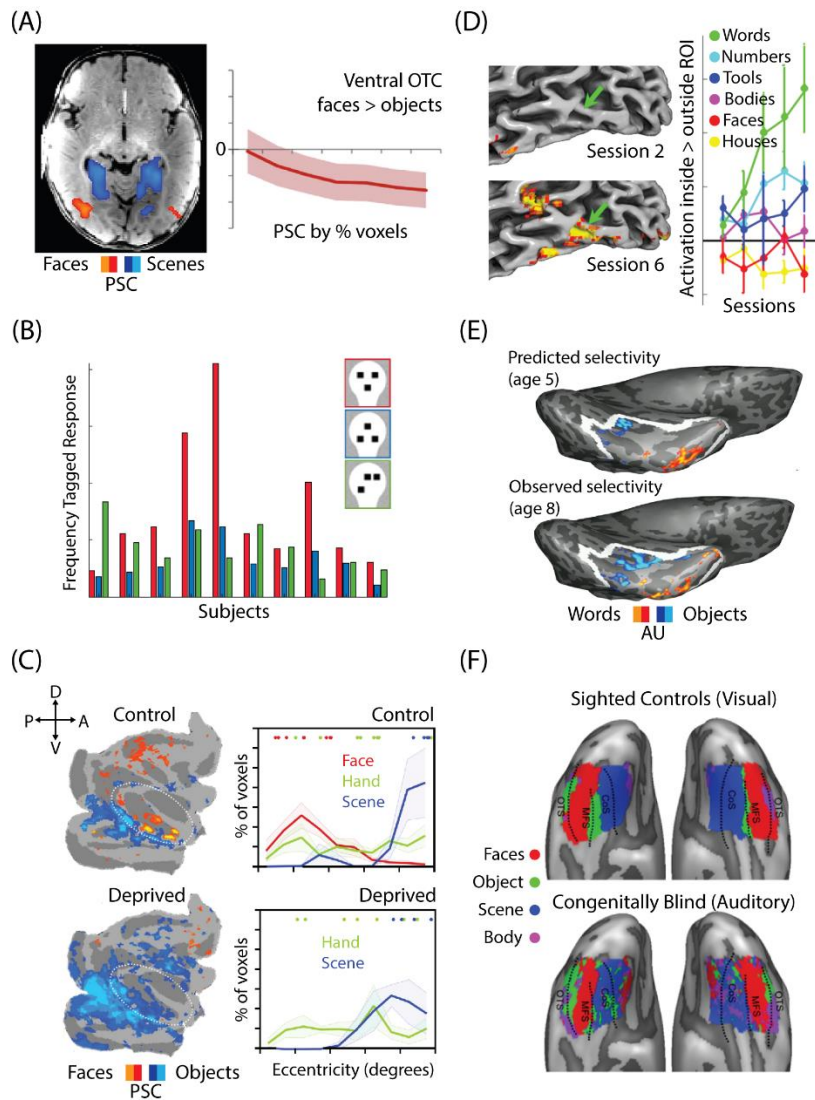 (A)
Ventral OTC
faces > objects
0
PSC by % voxels
Faces
Scenes
PSC
(B)
Frequency Tagged Response
Subjects
(C)
D
P
A
V
Control
Control
Face
Hand
Scene
% of voxels
Deprived
Deprived
Hand
Scene
% of voxels
Eccentricity (degrees)
Faces
Objects
PSC
(D)
Session 2
Session 6
Words
Numbers
Tools
Bodies
Faces
Houses
Activation inside > outside ROI
Sessions
(E)
Predicted selectivity
(age 5)
Observed selectivity
(age 8)
Words
Objects
AU
(F)
Sighted Controls (Visual)
OTS
MFS
CoS
CoS
MFS
OTS
Faces
Object
Scene
Body
Congenitally Blind (Auditory)
OTS
MFS
CoS
CoS
MFS
OTS